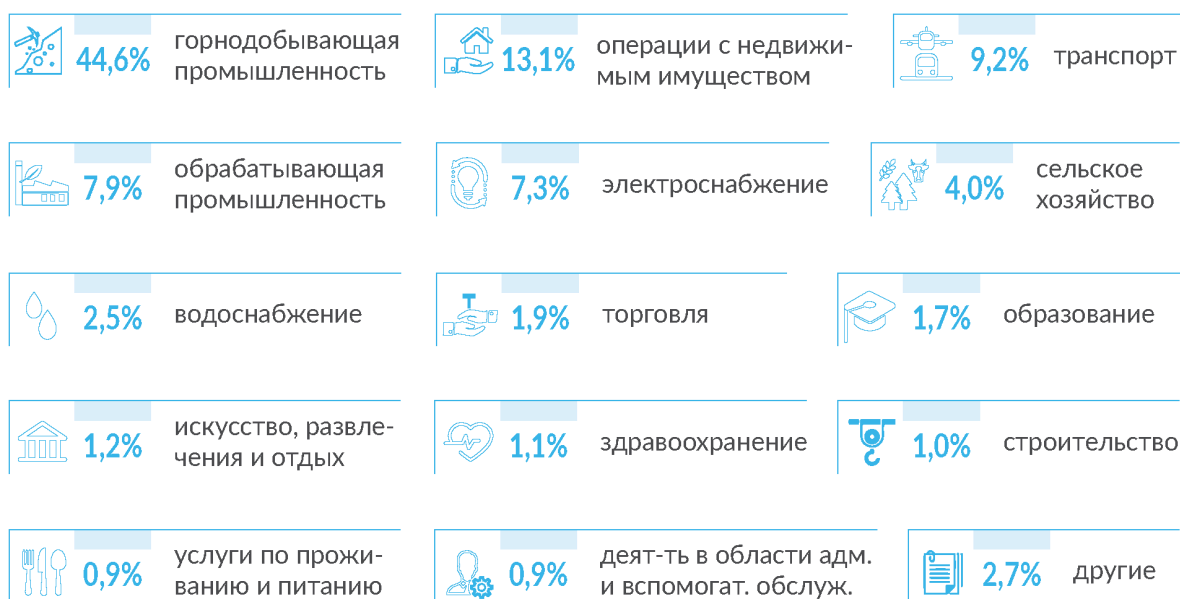 44,6%
горнодобывающая
промышленность
13,1%
операции с недвижи-
мым имуществом
9,2%
транспорт
7,9%
обрабатывающая
промышленность
7,3%
электроснабжение
4,0%
сельское
хозяйство
2,5%
водоснабжение
1,9%
торговля
1,7%
образование
1,2%
искусство, развле-
чения и отдых
1,1%
здравоохранение
1,0%
строительство
0,9%
услуги по прожи-
ванию и питанию
0,9%
деят-ть в области адм.
и вспомогат. обслуж.
2,7%
другие